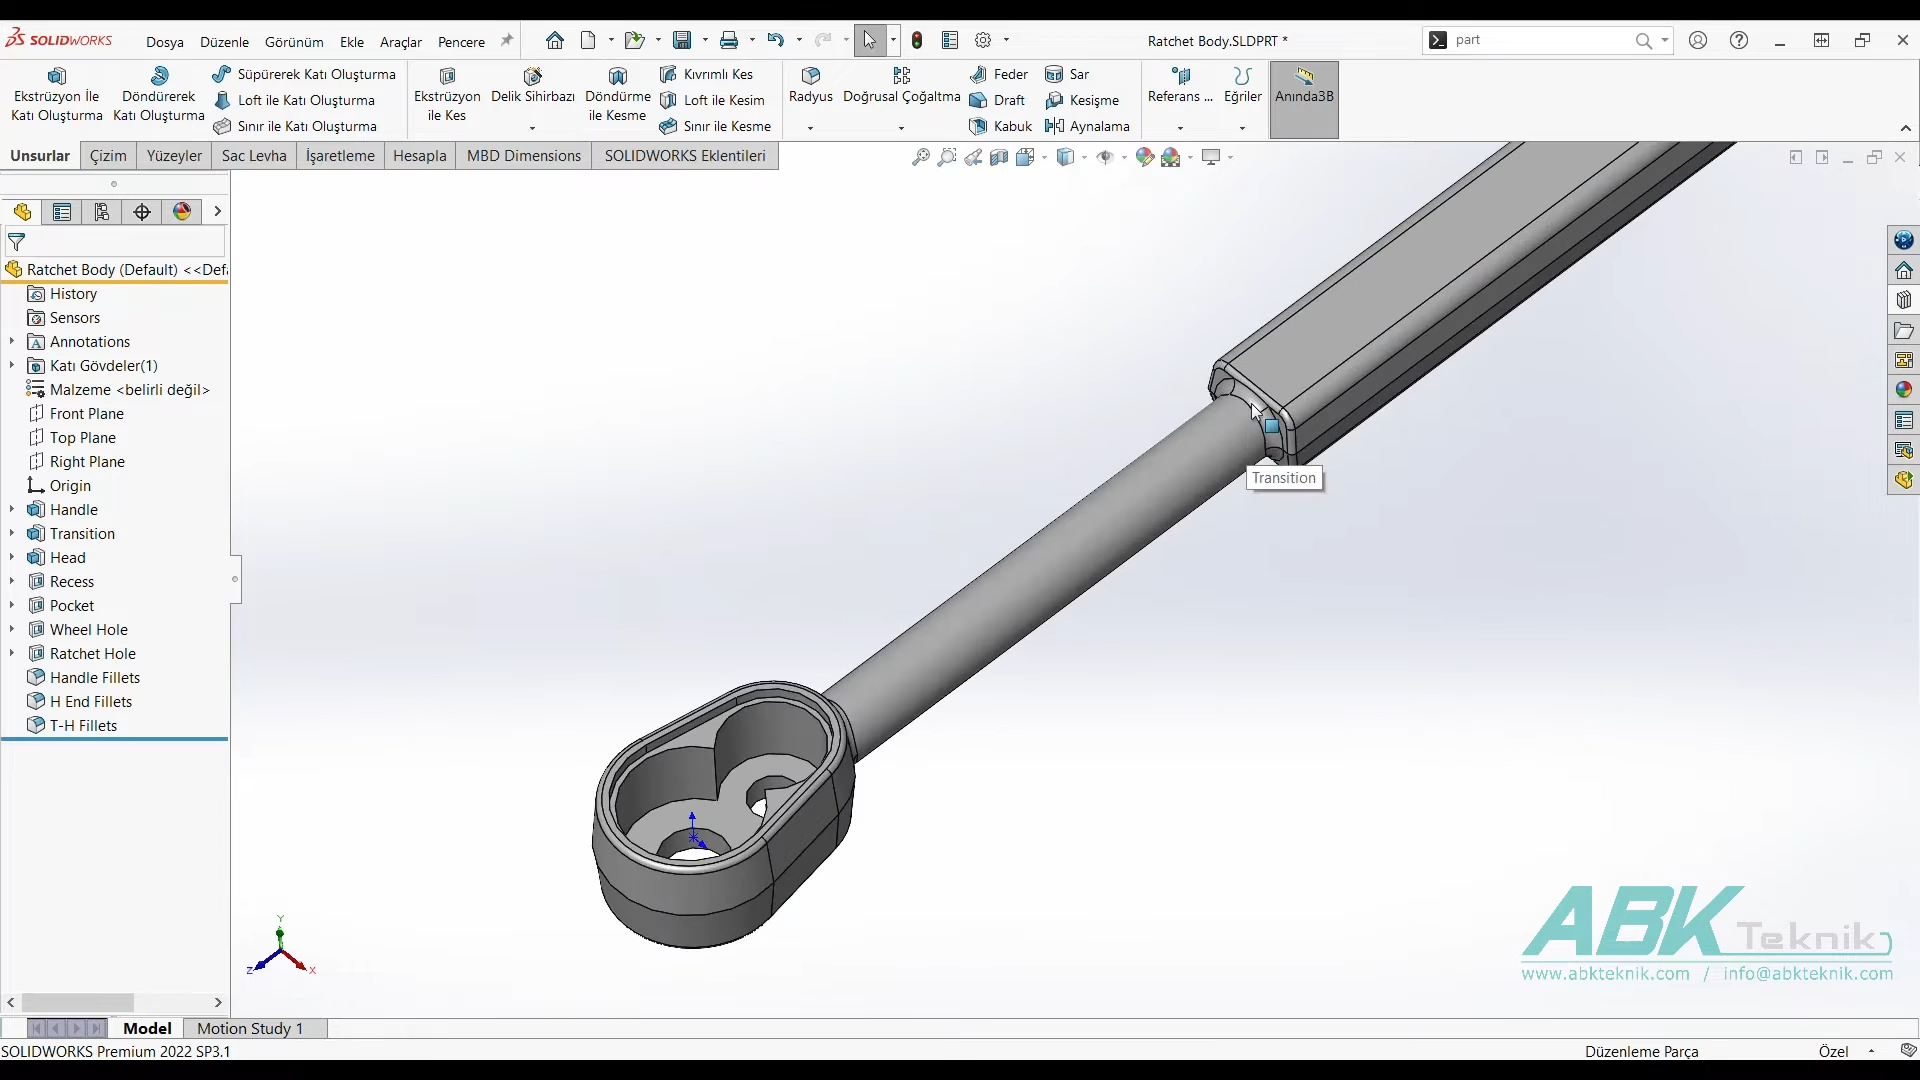 SOLIDWORKS
Dosya Düzenle Görünüm Ekle Araçlar Pencere
Ratchet Body.SLDPRT *
part
Ekstrüzyon İle Katı Oluşturma
Döndürerek Katı Oluşturma
Süpürerek Katı Oluşturma
Loft ile Katı Oluşturma
Sınır ile Katı Oluşturma
Ekstrüzyon ile Kes
Delik Sihirbazı
Döndürme ile Kesme
Kıvrımlı Kes
Loft ile Kesim
Sınır ile Kesme
Radyus
Doğrusal Çoğaltma
Feder
Draft
Kabuk
Sar
Kesişme
Aynalama
Referans ...
Eğriler
Anında3B
Unsurlar Çizim Yüzeyler Sac Levha İşaretleme Hesapla MBD Dimensions SOLIDWORKS Eklentileri
Ratchet Body (Default) <<Def
History
Sensors
Annotations
Katı Gövdeler(1)
Malzeme <belirli değil>
Front Plane
Top Plane
Right Plane
Origin
Handle
Transition
Head
Recess
Pocket
Wheel Hole
Ratchet Hole
Handle Fillets
H End Fillets
T-H Fillets
Transition
Y
Z
X
ABK Teknik
www.abkteknik.com / info@abkteknik.com
Model Motion Study 1
SOLIDWORKS Premium 2022 SP3.1
Düzenleme Parça
Özel